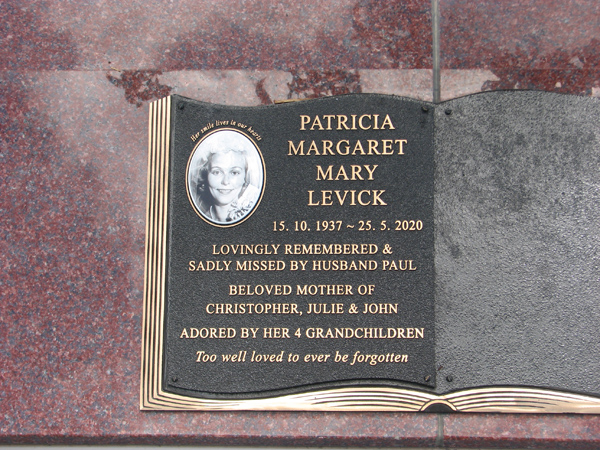 Her smile lives in our hearts
PATRICIA
MARGARET
MARY
LEVICK
15. 10. 1937 ~ 25. 5. 2020
LOVINGLY REMEMBERED &
SADLY MISSED BY HUSBAND PAUL
BELOVED MOTHER OF
CHRISTOPHER, JULIE & JOHN
ADORED BY HER 4 GRANDCHILDREN
Too well loved to ever be forgotten